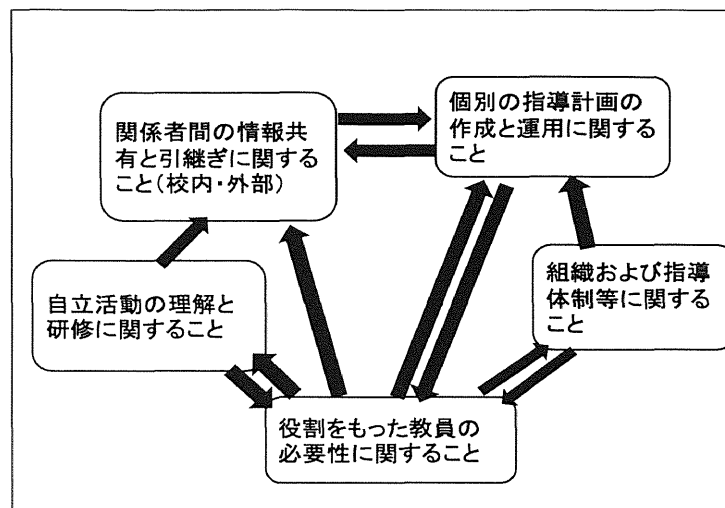 関係者間の情報共
有と引継ぎに関する
こと(校内・外部)
個別の指導計画の
作成と運用に関する
こと
自立活動の理解と
研修に関すること
組織および指導
体制等に関する
こと
役割をもった教員の
必要性に関すること